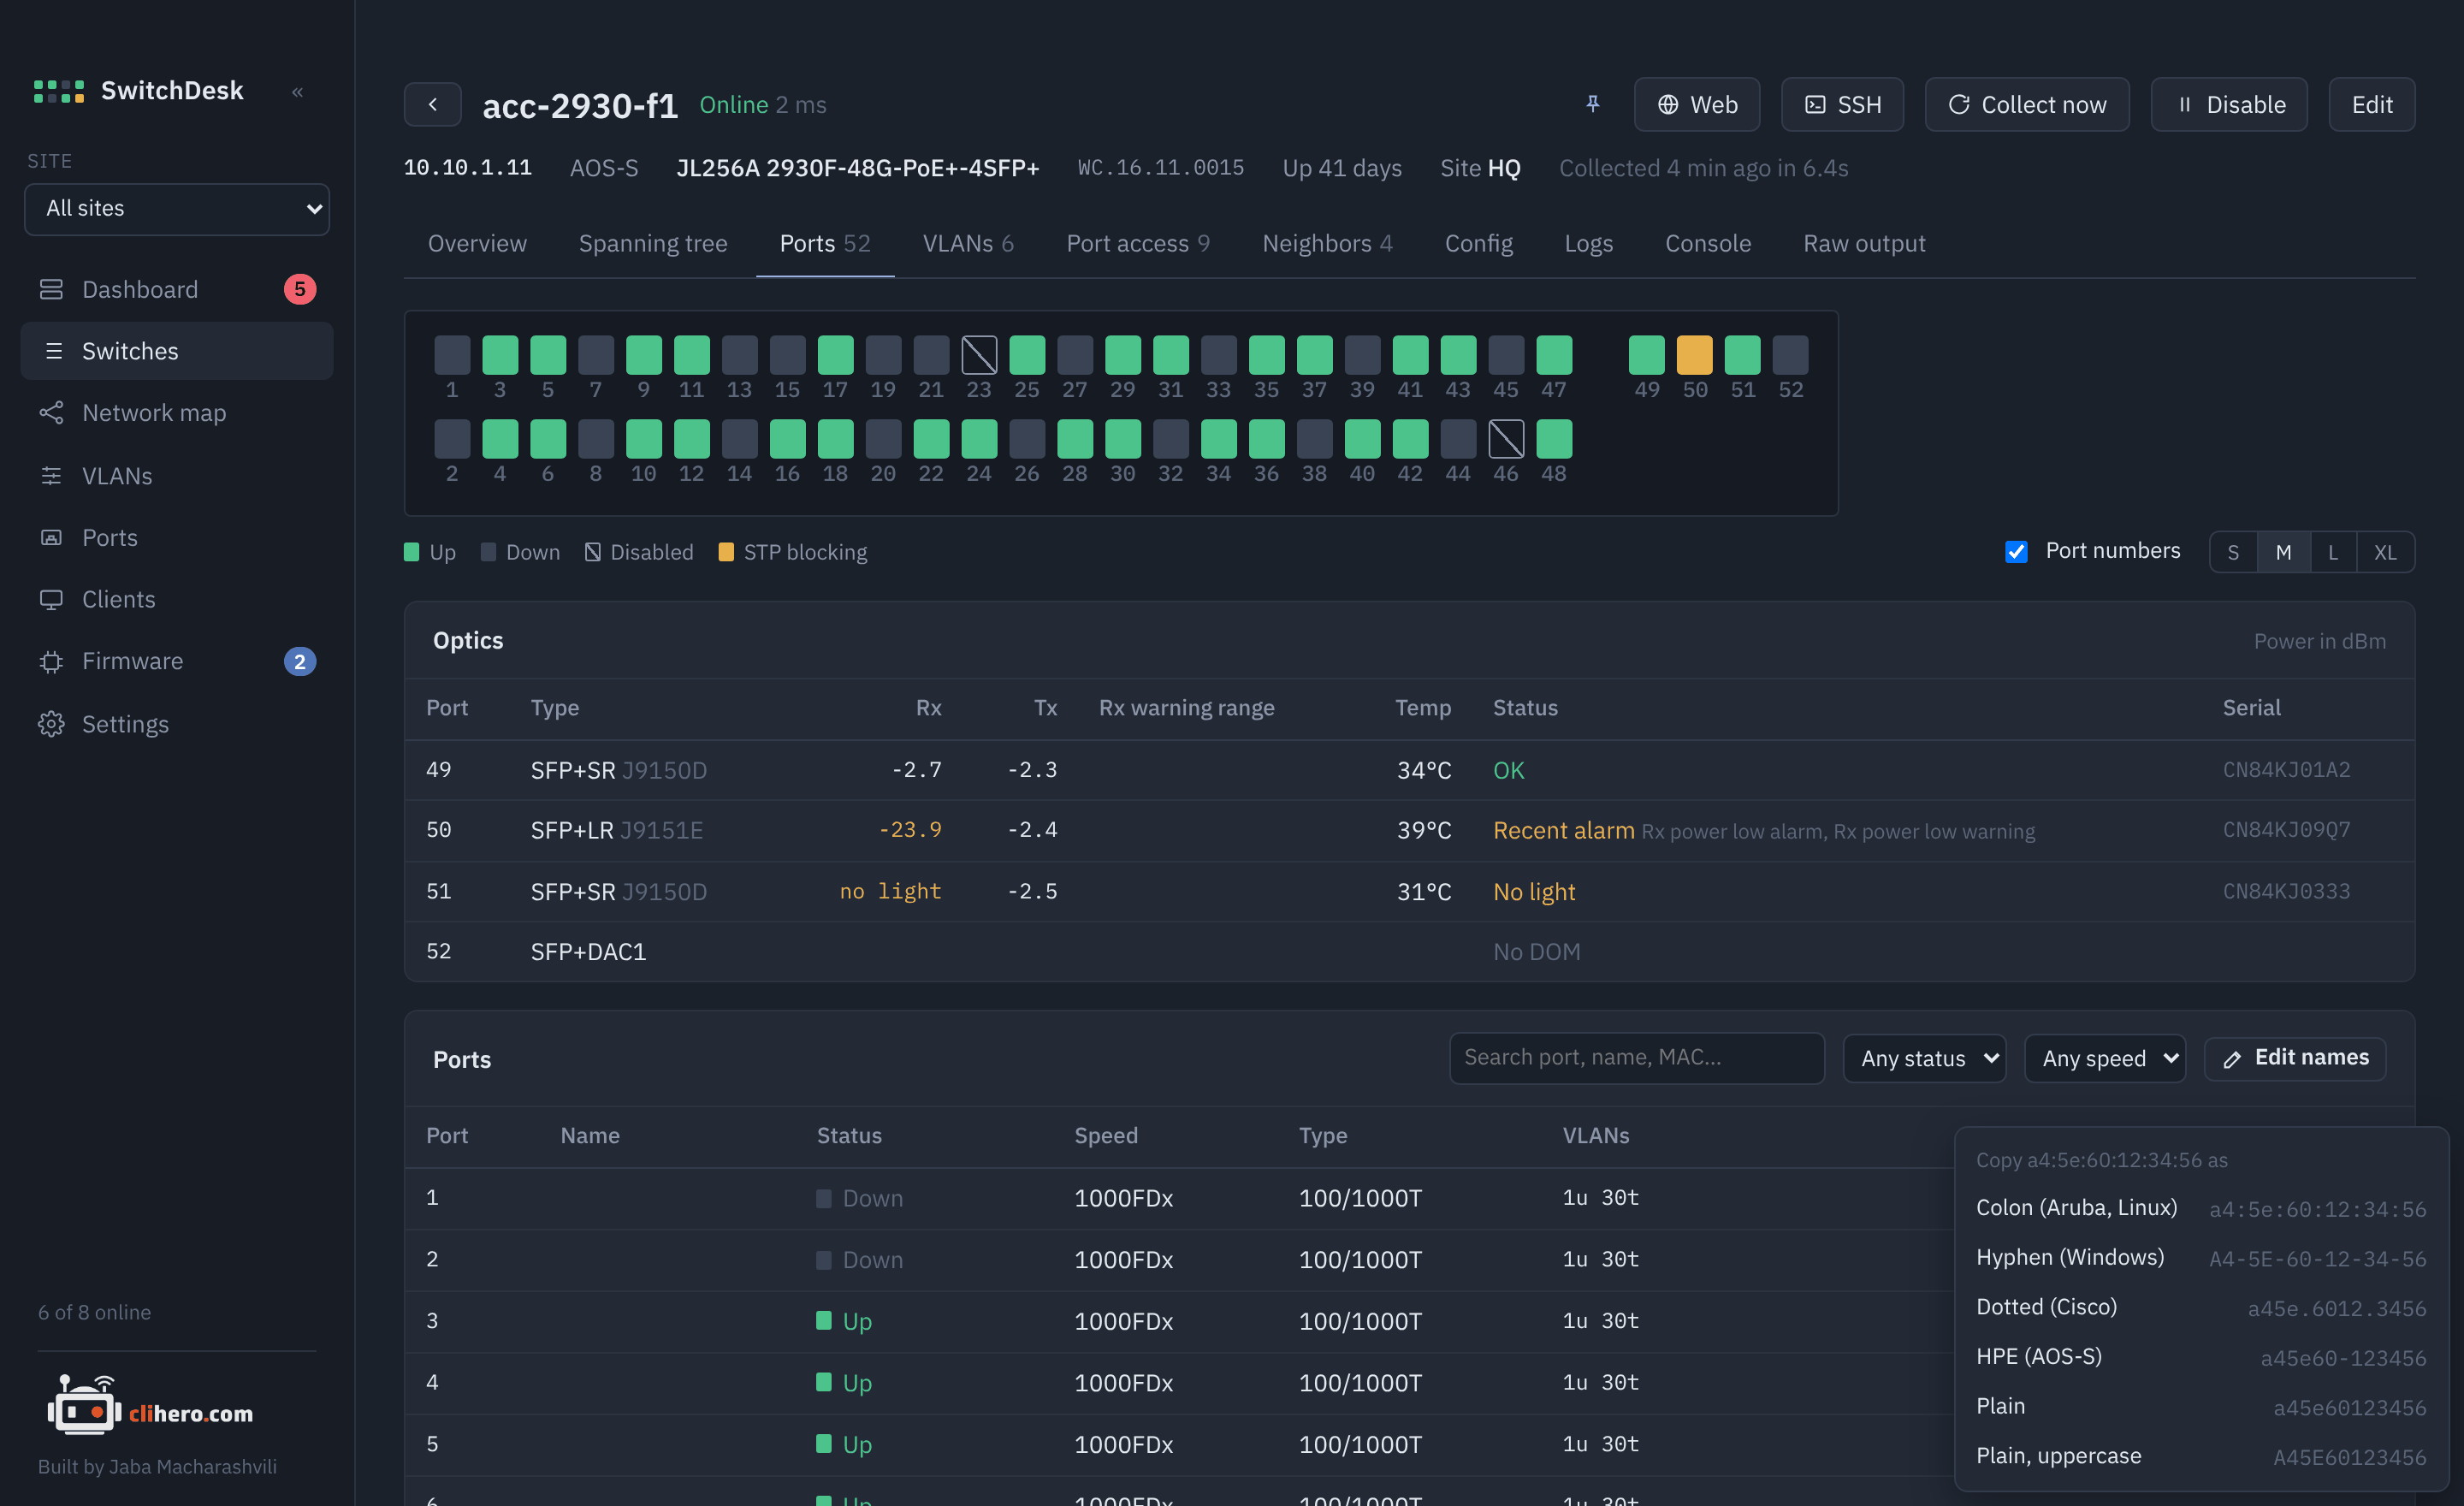 SwitchDesk «
SITE
All sites
Dashboard 5
Switches
Network map
VLANs
Ports
Clients
Firmware 2
Settings
6 of 8 online
clihero.com
Built by Jaba Macharashvili
acc-2930-f1 Online 2 ms
Web SSH Collect now Disable Edit
10.10.1.11 AOS-S JL256A 2930F-48G-PoE+-4SFP+ WC.16.11.0015 Up 41 days Site HQ Collected 4 min ago in 6.4s
Overview Spanning tree Ports 52 VLANs 6 Port access 9 Neighbors 4 Config Logs Console Raw output
1 3 5 7 9 11 13 15 17 19 21 23 25 27 29 31 33 35 37 39 41 43 45 47 49 50 51 52
2 4 6 8 10 12 14 16 18 20 22 24 26 28 30 32 34 36 38 40 42 44 46 48
Up Down Disabled STP blocking
Port numbers S M L XL
Optics Power in dBm
Port Type Rx Tx Rx warning range Temp Status Serial
49 SFP+SR J9150D -2.7 -2.3 34°C OK CN84KJ01A2
50 SFP+LR J9151E -23.9 -2.4 39°C Recent alarm Rx power low alarm, Rx power low warning CN84KJ09Q7
51 SFP+SR J9150D no light -2.5 31°C No light CN84KJ0333
52 SFP+DAC1 No DOM
Ports Search port, name, MAC... Any status Any speed Edit names
Port Name Status Speed Type VLANs
1 Down 1000FDx 100/1000T 1u 30t
2 Down 1000FDx 100/1000T 1u 30t
3 Up 1000FDx 100/1000T 1u 30t
4 Up 1000FDx 100/1000T 1u 30t
5 Up 1000FDx 100/1000T 1u 30t
6 Up 1000FDx 100/1000T 1u 30t
Copy a4:5e:60:12:34:56 as
Colon (Aruba, Linux) a4:5e:60:12:34:56
Hyphen (Windows) A4-5E-60-12-34-56
Dotted (Cisco) a45e.6012.3456
HPE (AOS-S) a45e60-123456
Plain a45e60123456
Plain, uppercase A45E60123456